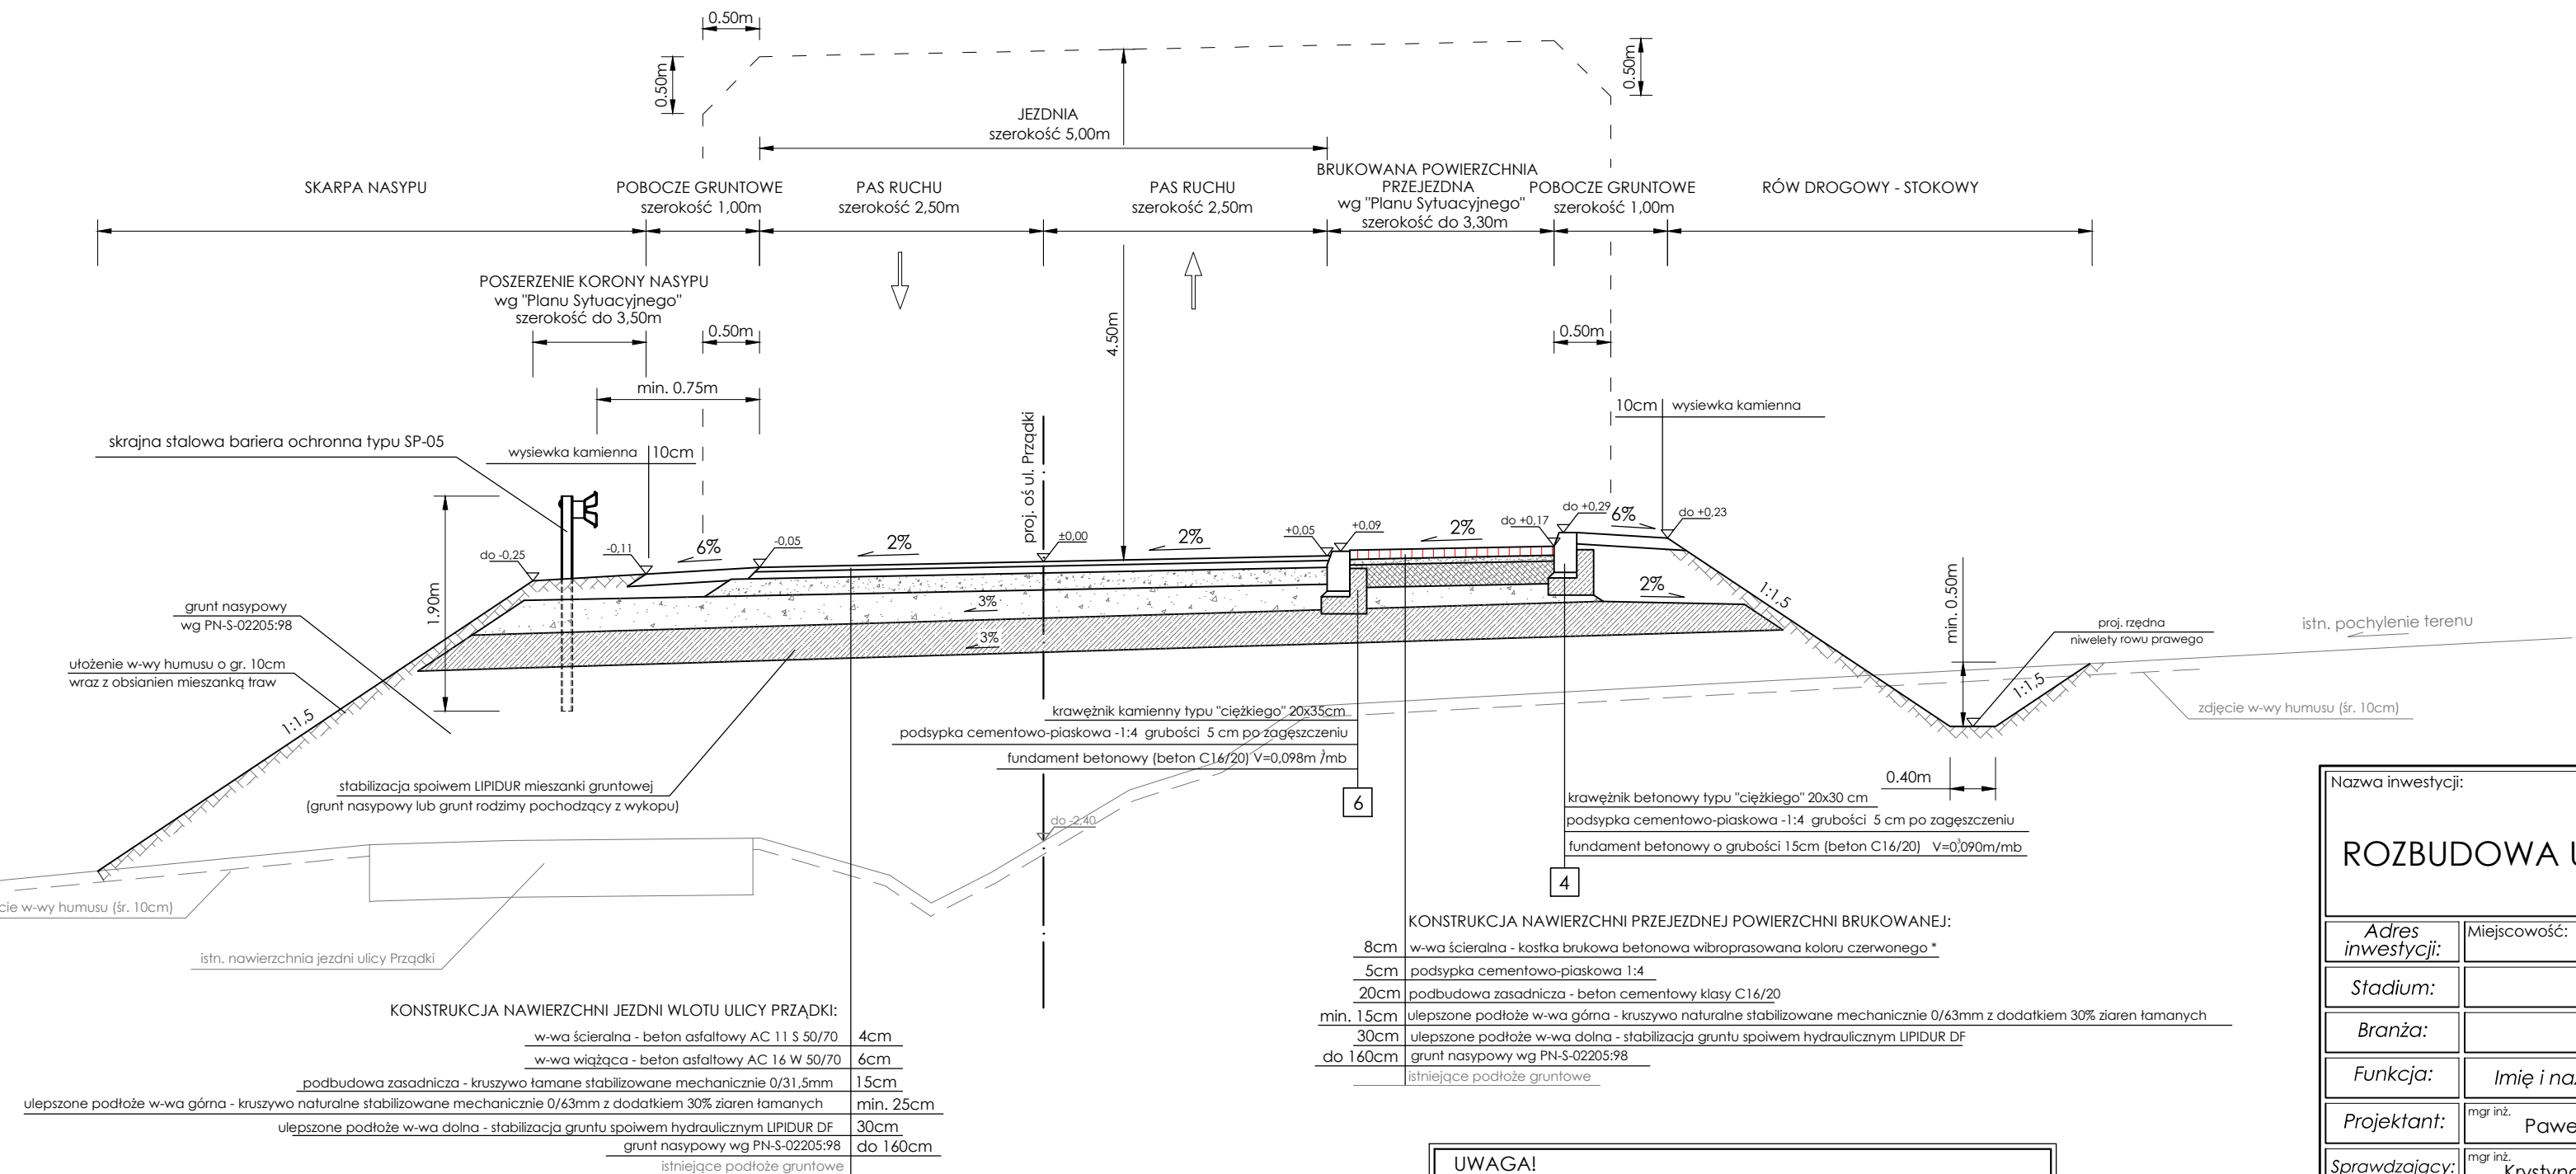 0.50m
0.50m
0.50m
JEZDNIA
szerokość 5,00m
SKARPA NASYPU
POBOCZE GRUNTOWE
szerokość 1,00m
PAS RUCHU
szerokość 2,50m
PAS RUCHU
szerokość 2,50m
BRUKOWANA POWIERZCHNIA
PRZEJEZDNA
wg "Planu Sytuacyjnego"
szerokość do 3,30m
POBOCZE GRUNTOWE
szerokość 1,00m
RÓW DROGOWY - STOKOWY
POSZERZENIE KORONY NASYPU
wg "Planu Sytuacyjnego"
szerokość do 3,50m
0.50m
4.50m
0.50m
min. 0.75m
10cm wysiewka kamienna
skrajna stalowa bariera ochronna typu SP-05
wysiewka kamienna 10cm
proj. oś ul. Prządki
do -0,25
-0,11
6%
-0,05
2%
±0,00
2%
+0,05
+0,09
2%
do +0,17
do +0,29
6%
do +0,23
1.90m
3%
3%
2%
1:1,5
min. 0.50m
proj. rzędna
niwelety rowu prawego
istn. pochylenie terenu
1:1,5
zdjęcie w-wy humusu (śr. 10cm)
0.40m
grunt nasypowy
wg PN-S-02205:98
ułożenie w-wy humusu o gr. 10cm
wraz z obsianien mieszanką traw
1:1,5
stabilizacja spoiwem LIPIDUR mieszanki gruntowej
(grunt nasypowy lub grunt rodzimy pochodzący z wykopu)
krawężnik kamienny typu "ciężkiego" 20x35cm
podsypka cementowo-piaskowa -1:4 grubości 5 cm po zagęszczeniu
fundament betonowy (beton C16/20) V=0,098m³/mb
6
do -2,40
krawężnik betonowy typu "ciężkiego" 20x30 cm
podsypka cementowo-piaskowa -1:4 grubości 5 cm po zagęszczeniu
fundament betonowy o grubości 15cm (beton C16/20) V=0,090m³/mb
4
cie w-wy humusu (śr. 10cm)
istn. nawierzchnia jezdni ulicy Prządki
KONSTRUKCJA NAWIERZCHNI JEZDNI WLOTU ULICY PRZĄDKI:
w-wa ścieralna - beton asfaltowy AC 11 S 50/70 4cm
w-wa wiążąca - beton asfaltowy AC 16 W 50/70 6cm
podbudowa zasadnicza - kruszywo łamane stabilizowane mechanicznie 0/31,5mm 15cm
ulepszone podłoże w-wa górna - kruszywo naturalne stabilizowane mechanicznie 0/63mm z dodatkiem 30% ziaren łamanych min. 25cm
ulepszone podłoże w-wa dolna - stabilizacja gruntu spoiwem hydraulicznym LIPIDUR DF 30cm
grunt nasypowy wg PN-S-02205:98 do 160cm
istniejące podłoże gruntowe
KONSTRUKCJA NAWIERZCHNI PRZEJEZDNEJ POWIERZCHNI BRUKOWANEJ:
8cm w-wa ścieralna - kostka brukowa betonowa wibroprasowana koloru czerwonego *
5cm podsypka cementowo-piaskowa 1:4
20cm podbudowa zasadnicza - beton cementowy klasy C16/20
min. 15cm ulepszone podłoże w-wa górna - kruszywo naturalne stabilizowane mechanicznie 0/63mm z dodatkiem 30% ziaren łamanych
30cm ulepszone podłoże w-wa dolna - stabilizacja gruntu spoiwem hydraulicznym LIPIDUR DF
do 160cm grunt nasypowy wg PN-S-02205:98
istniejące podłoże gruntowe
UWAGA!
Nazwa inwestycji:
ROZBUDOWA U
Adres inwestycji:
Miejscowość:
Stadium:
Branża:
Funkcja:
Imię i na
Projektant:
mgr inż.
Pawe
Sprawdzający:
mgr inż.
Krystyn